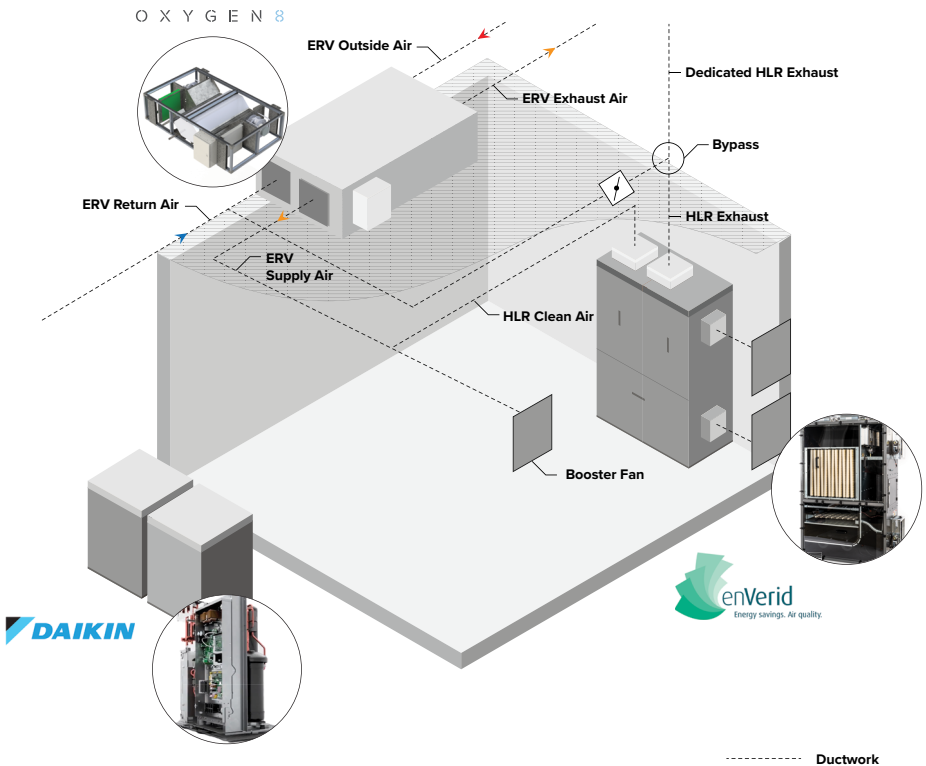 OXYGEN8
ERV Outside Air
ERV Exhaust Air
Dedicated HLR Exhaust
Bypass
ERV Return Air
HLR Exhaust
ERV
Supply Air
HLR Clean Air
Booster Fan
enVerid
Energy savings. Air quality.
DAIKIN
Ductwork